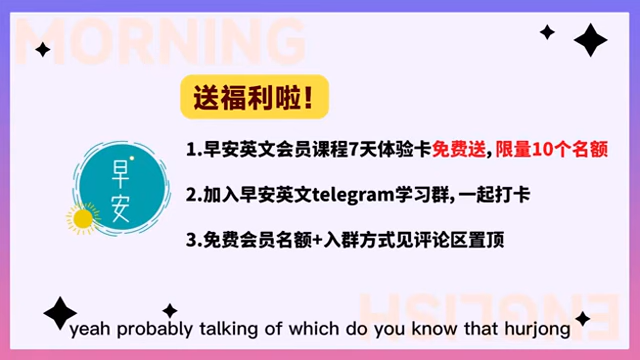 MORNING
送福利啦!
1.早安英文会员课程7天体验卡免费送,限量10个名额
早安
2.加入早安英文telegram学习群,一起打卡
3.免费会员名额+入群方式见评论区置顶
ENGLISH
yeah probably talking of which do you know that hurjong